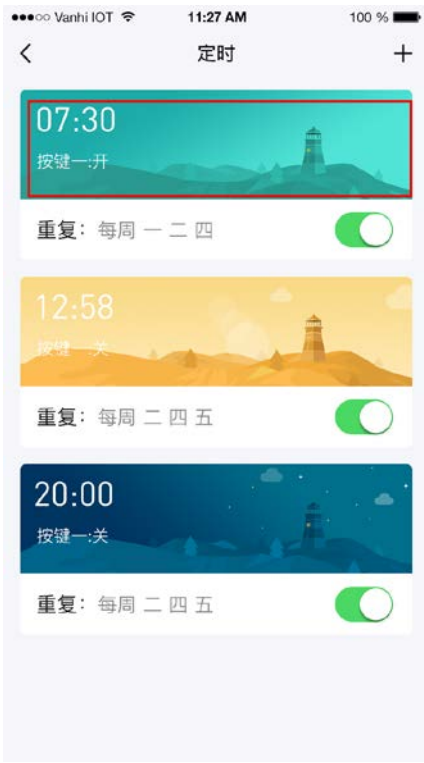 Vanhi IOT 11:27 AM 100 %
定时
07:30
按键一:开
重复：每周 一 二 四
12:58
按键一:关
重复：每周 二 四 五
20:00
按键一:关
重复：每周 二 四 五